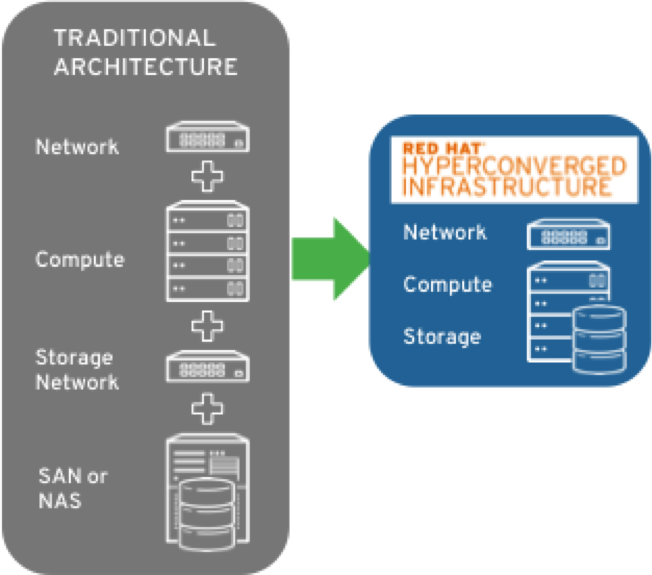 TRADITIONAL
ARCHITECTURE
Network
Compute
Storage
Network
SAN or
NAS
RED HAT®
HYPERCONVERGED
INFRASTRUCTURE
Network
Compute
Storage